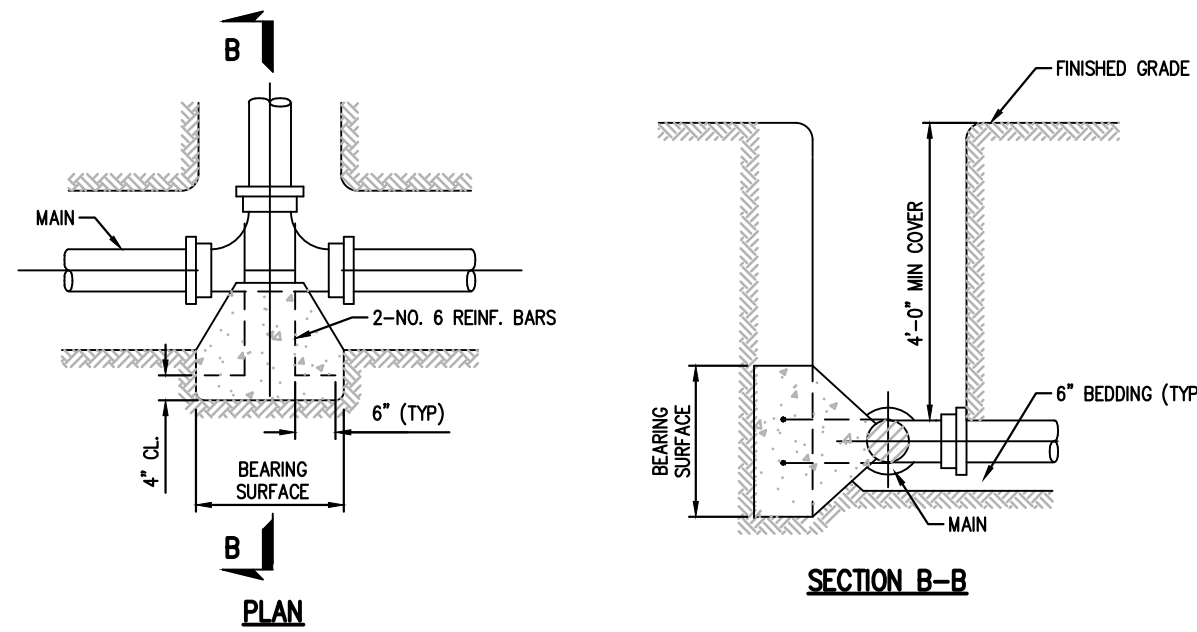 B
MAIN
2-NO. 6 REINF. BARS
6" (TYP)
4" CL.
BEARING
SURFACE
B
PLAN
FINISHED GRADE
4'-0" MIN COVER
6" BEDDING (TYP
BEARING
SURFACE
MAIN
SECTION B-B